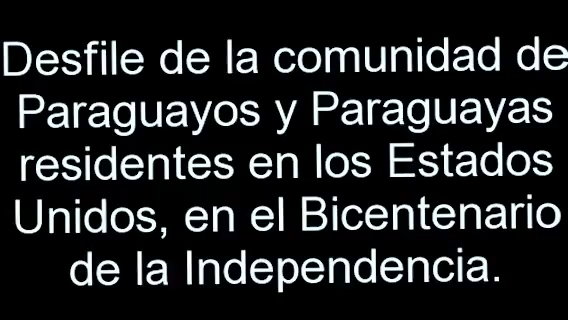 Desfile de la comunidad de
Paraguayos y Paraguayas
residentes en los Estados
Unidos, en el Bicentenario
de la Independencia.